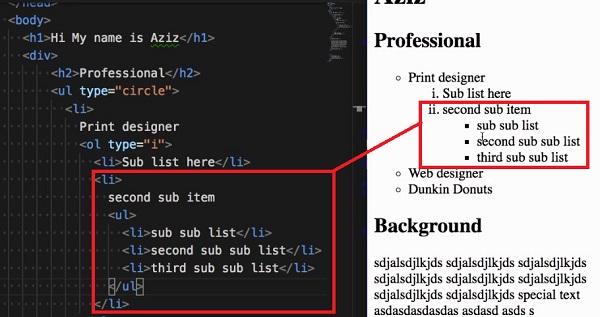 <body>
<h1>Hi My name is Aziz</h1>
<div>
<h2>Professional</h2>
<ul type="circle">
<li>
Print designer
<ol type="i">
<li>Sub list here</li>
<li>
second sub item
<ul>
<li>sub sub list</li>
<li>second sub sub list</li>
<li>third sub sub list</li>
</ul>
</li>
Aziz
Professional
Print designer
i. Sub list here
ii. second sub item
sub sub list
second sub sub list
third sub sub list
Web designer
Dunkin Donuts
Background
sdjalsdjlkjds sdjalsdjlkjds sdjalsdjlkjds
sdjalsdjlkjds sdjalsdjlkjds sdjalsdjlkjds
sdjalsdjlkjds sdjalsdjlkjds special text
asdasdasdasdas asdasd asds s